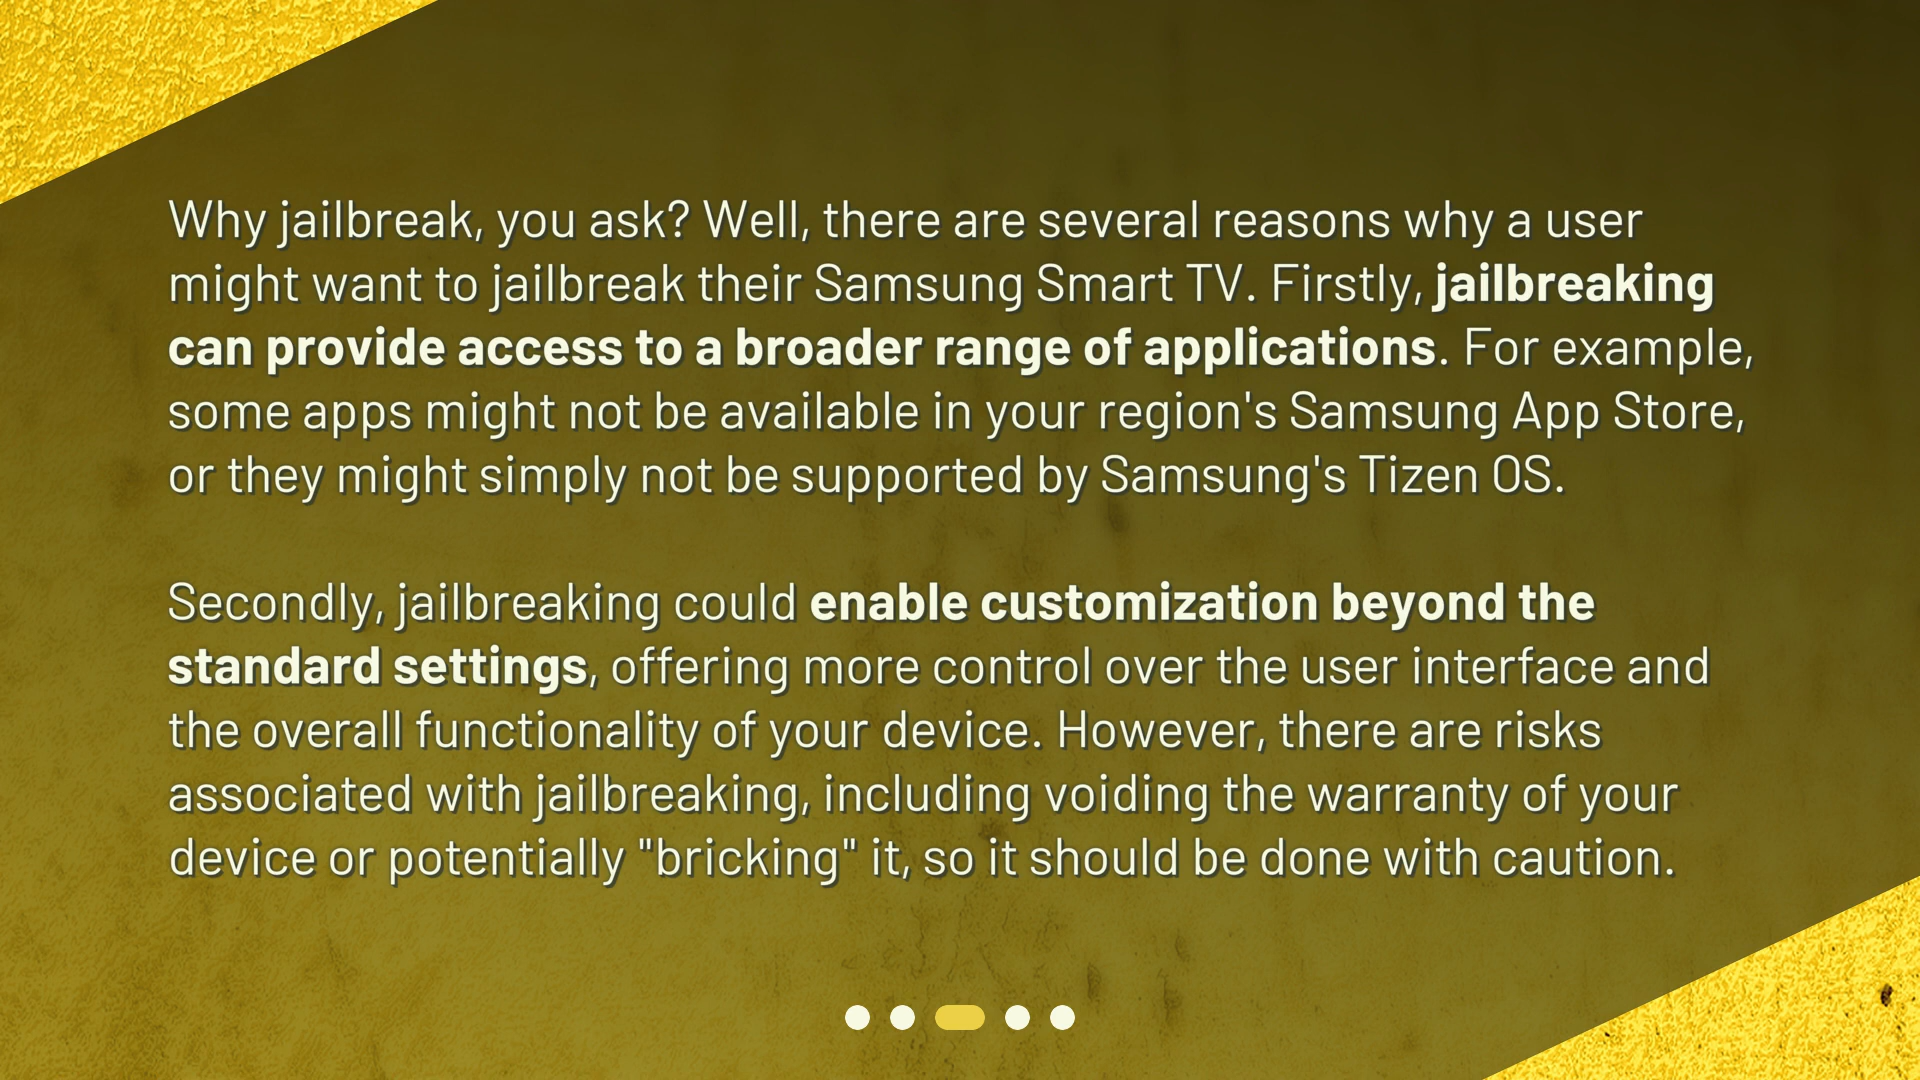 Why jailbreak, you ask? Well, there are several reasons why a user
might want to jailbreak their Samsung Smart TV. Firstly, jailbreaking
can provide access to a broader range of applications. For example,
some apps might not be available in your region's Samsung App Store,
or they might simply not be supported by Samsung's Tizen OS.
Secondly, jailbreaking could enable customization beyond the
standard settings, offering more control over the user interface and
the overall functionality of your device. However, there are risks
associated with jailbreaking, including voiding the warranty of your
device or potentially "bricking" it, so it should be done with caution.